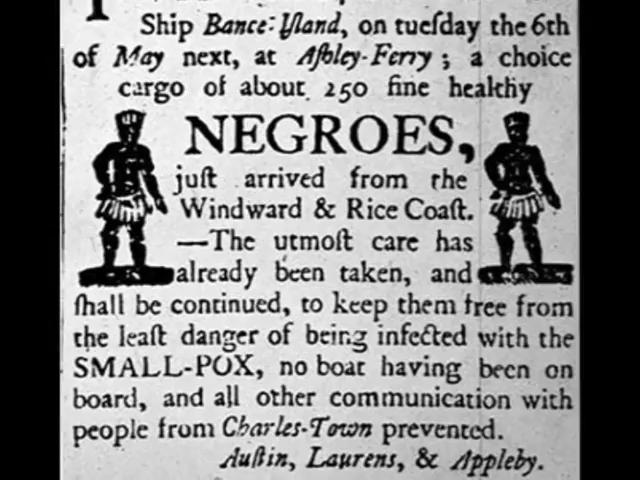 Ship Bance-Yſland, on tueſday the 6th
of May next, at Aſhley-Ferry; a choice
cargo of about 250 fine healthy
NEGROES,
juſt arrived from the
Windward & Rice Coaſt.
—The utmoſt care has
already been taken, and
ſhall be continued, to keep them free from
the leaſt danger of being infected with the
SMALL-POX, no boat having been on
board, and all other communication with
people from Charles-Town prevented.
Auſtin, Laurens, & Appleby.